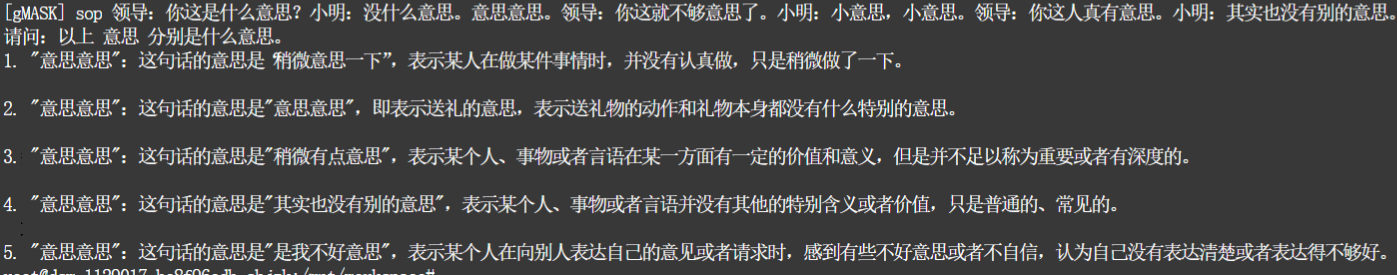 [gMASK] sop 领导：你这是什么意思？小明：没什么意思。意思意思。领导：你这就不够意思了。小明：小意思，小意思。领导：你这人真有意思。小明：其实也没有别的意思。
请问：以上 意思 分别是什么意思。
1. "意思意思"：这句话的意思是“稍微意思一下”，表示某人在做某件事情时，并没有认真做，只是稍微做了一下。
2. "意思意思"：这句话的意思是"意思意思"，即表示送礼的意思，表示送礼物的动作和礼物本身都没有什么特别的意思。
3. "意思意思"：这句话的意思是"稍微有点意思"，表示某个人、事物或者言语在某一方面有一定的价值和意义，但是并不足以称为重要或者有深度的。
4. "意思意思"：这句话的意思是"其实也没有别的意思"，表示某个人、事物或者言语并没有其他的特别含义或者价值，只是普通的、常见的。
5. "意思意思"：这句话的意思是"是我不好意思"，表示某个人在向别人表达自己的意见或者请求时，感到有些不好意思或者不自信，认为自己没有表达清楚或者表达得不够好。